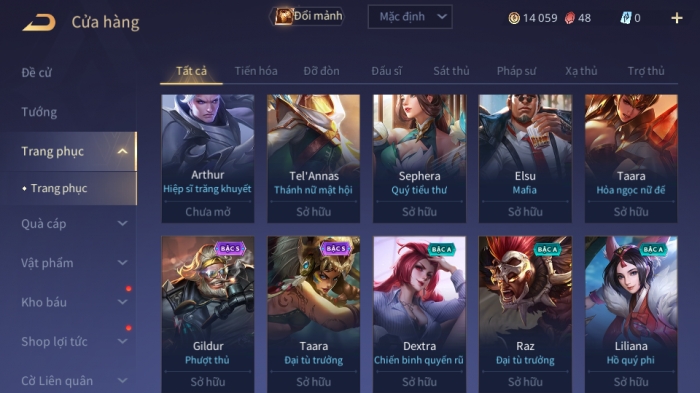 Cửa hàng
Đổi mảnh
Mặc định
14 059
48
0
Đề cử
Tướng
Trang phục
Trang phục
Quà cáp
Vật phẩm
Kho báu
Shop lợi tức
Cờ Liên quân
Tất cả Tiến hóa Đỡ đòn Đấu sĩ Sát thủ Pháp sư Xạ thủ Trợ thủ
Arthur Tel'Annas Sephera Elsu Taara
Hiệp sĩ trăng khuyết Thánh nữ mật hội Quý tiểu thư Mafia Hỏa ngọc nữ đế
Chưa mở Sở hữu Sở hữu Sở hữu Sở hữu
BẬC S BẬC S BẬC A BẬC A BẬC A
Gildur Taara Dextra Raz Liliana
Phượt thủ Đại tù trưởng Chiến binh quyến rũ Đại tù trưởng Hồ quý phi
Sở hữu Sở hữu Sở hữu Sở hữu Sở hữu